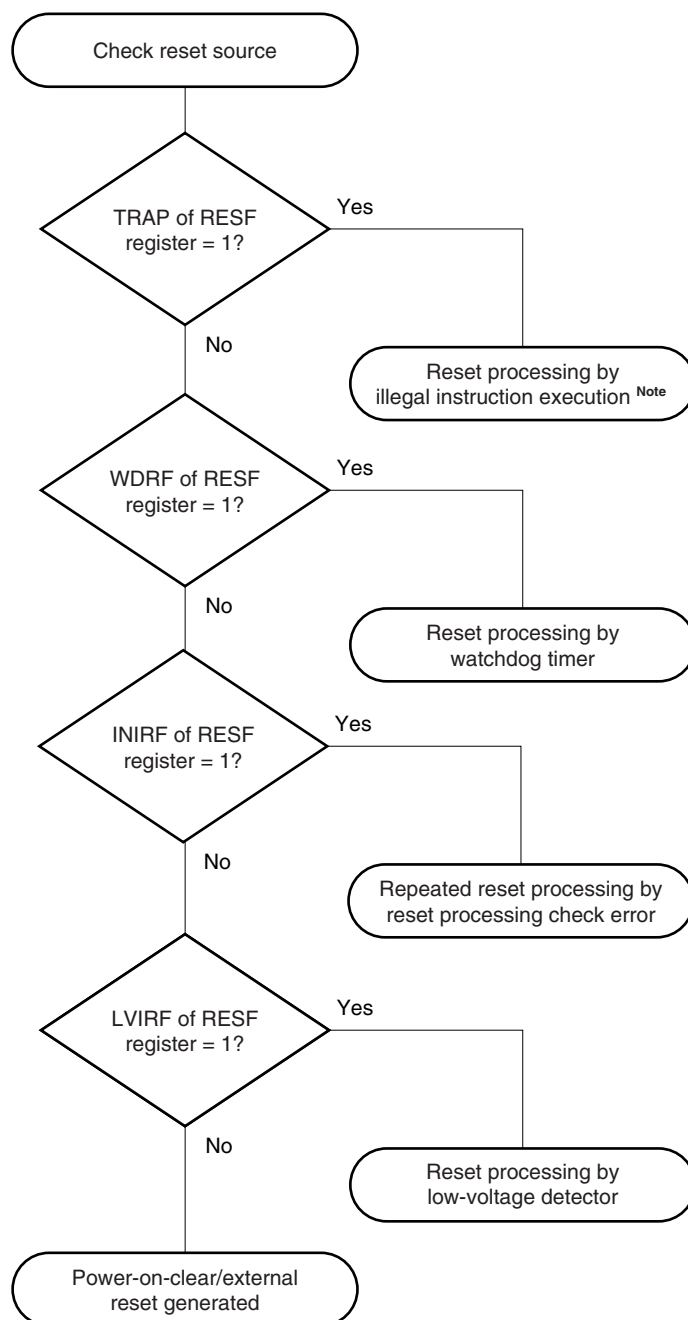 Check reset source
TRAP of RESF
register = 1?
Yes
No
Reset processing by
illegal instruction execution Note
WDRF of RESF
register = 1?
Yes
No
Reset processing by
watchdog timer
INIRF of RESF
register = 1?
Yes
No
Repeated reset processing by
reset processing check error
LVIRF of RESF
register = 1?
Yes
No
Reset processing by
low-voltage detector
Power-on-clear/external
reset generated